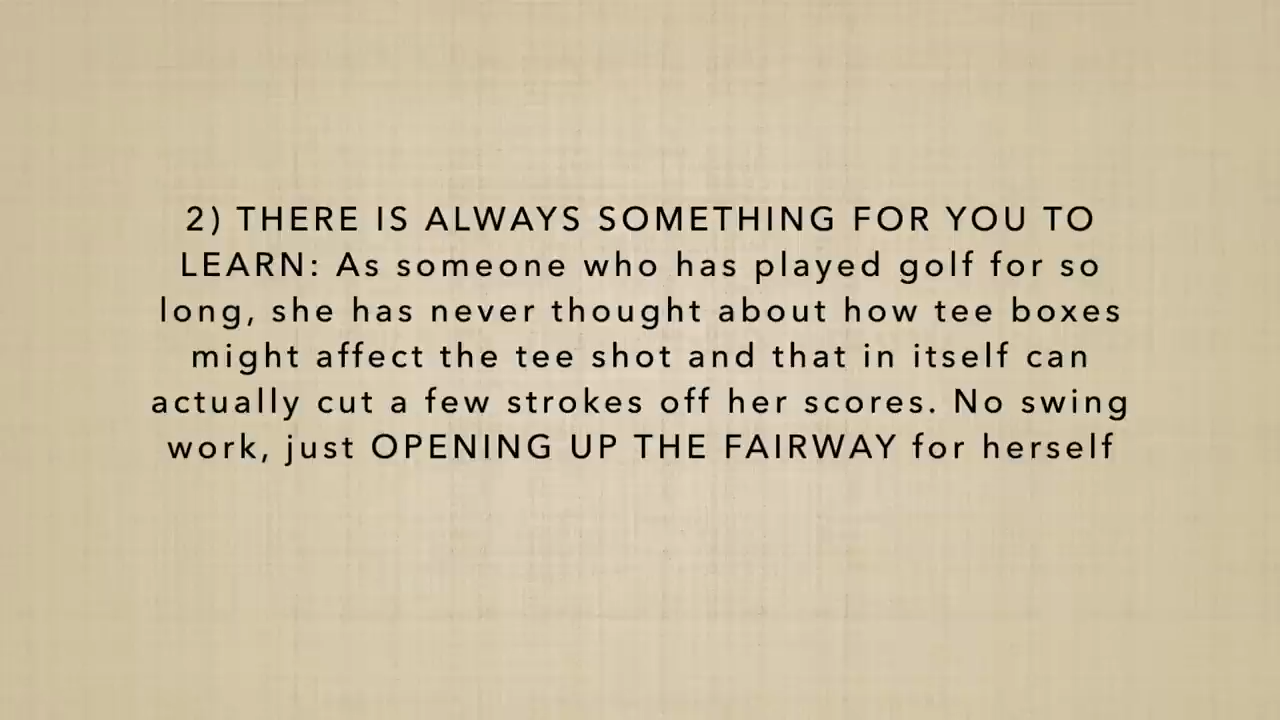 2) THERE IS ALWAYS SOMETHING FOR YOU TO
LEARN: As someone who has played golf for so
long, she has never thought about how tee boxes
might affect the tee shot and that in itself can
actually cut a few strokes off her scores. No swing
work, just OPENING UP THE FAIRWAY for herself